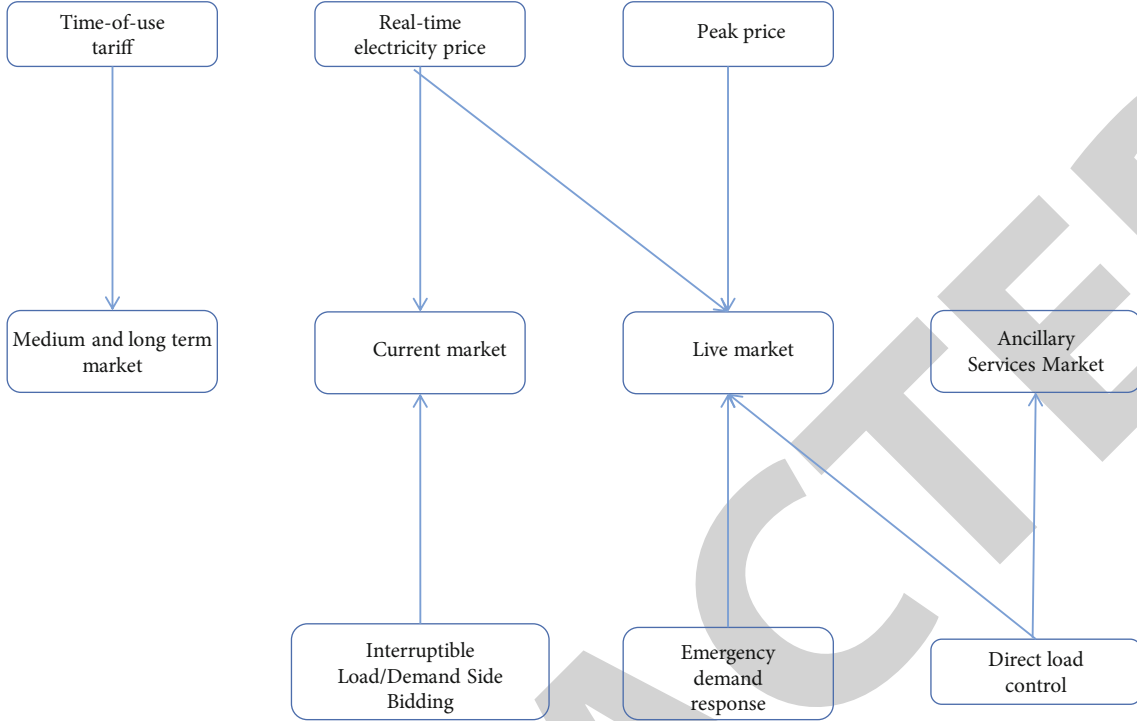 Time-of-use
tariff
Real-time
electricity price
Peak price
Medium and long term
market
Current market
Live market
Ancillary
Services Market
Interruptible
Load/Demand Side
Bidding
Emergency
demand
response
Direct load
control
ACTE